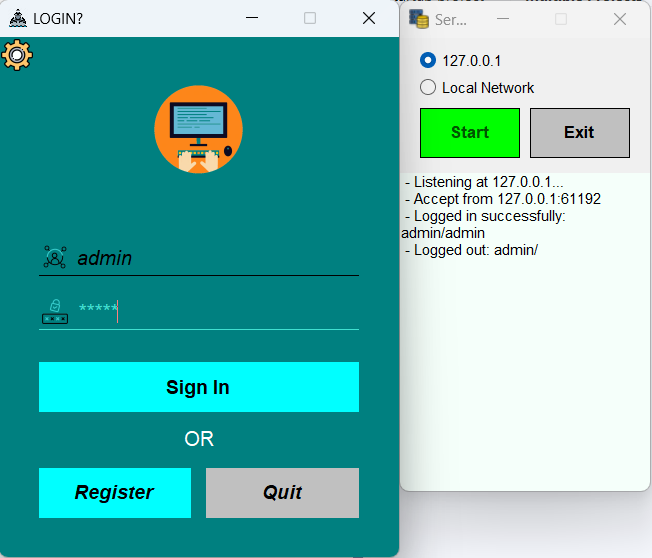 LOGIN?
admin
*****
Sign In
OR
Register
Quit
Ser...
127.0.0.1
Local Network
Start
Exit
- Listening at 127.0.0.1...
- Accept from 127.0.0.1:61192
- Logged in successfully:
admin/admin
- Logged out: admin/